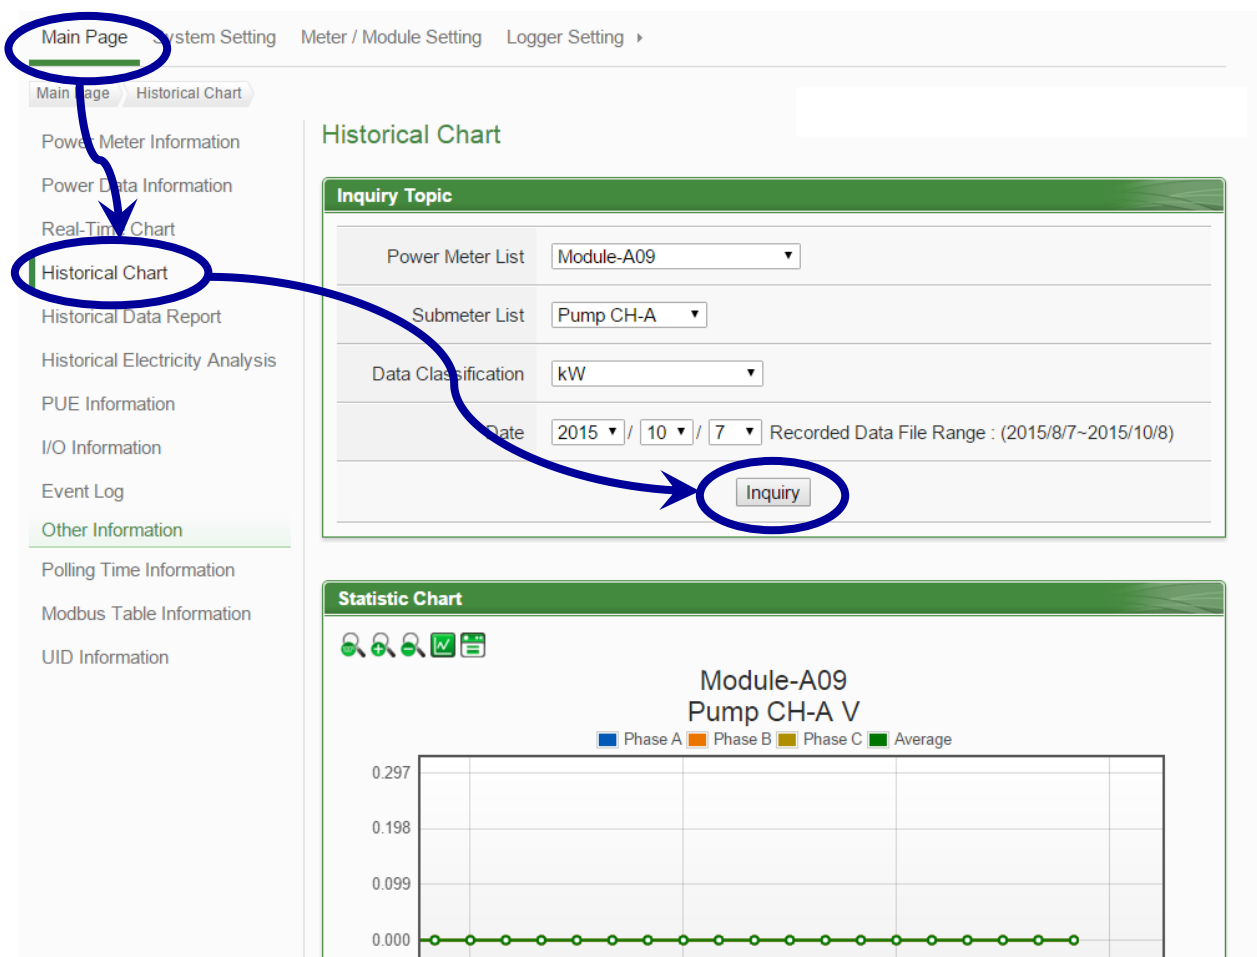 Main Page System Setting Meter / Module Setting Logger Setting
Main Page Historical Chart
Power Meter Information
Power Data Information
Real-Time Chart
Historical Chart
Historical Data Report
Historical Electricity Analysis
PUE Information
I/O Information
Event Log
Other Information
Polling Time Information
Modbus Table Information
UID Information
Historical Chart
Inquiry Topic
Power Meter List Module-A09
Submeter List Pump CH-A
Data Classification kW
Date 2015 / 10 / 7 Recorded Data File Range : (2015/8/7~2015/10/8)
Inquiry
Statistic Chart
Module-A09
Pump CH-A V
Phase A Phase B Phase C Average
0.297
0.198
0.099
0.000